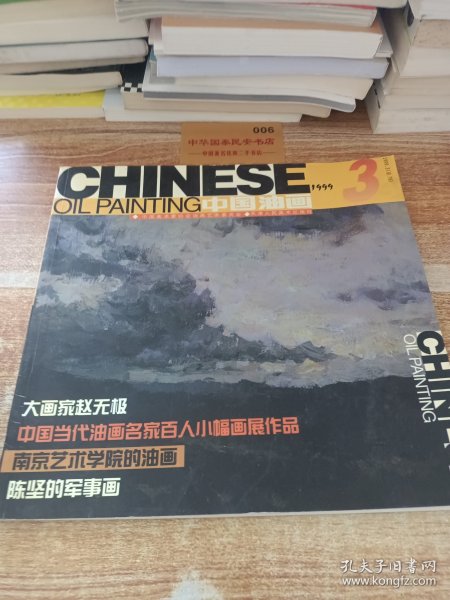 006
中华国泰民安书店
CHINESE 1999 3
OIL PAINTING 中国油画
大画家赵无极
中国当代油画名家百人小幅画展作品
南京艺术学院的油画
陈坚的军事画
CHINE
OIL PAINTING
孔夫子旧书网
www.kongfz.com